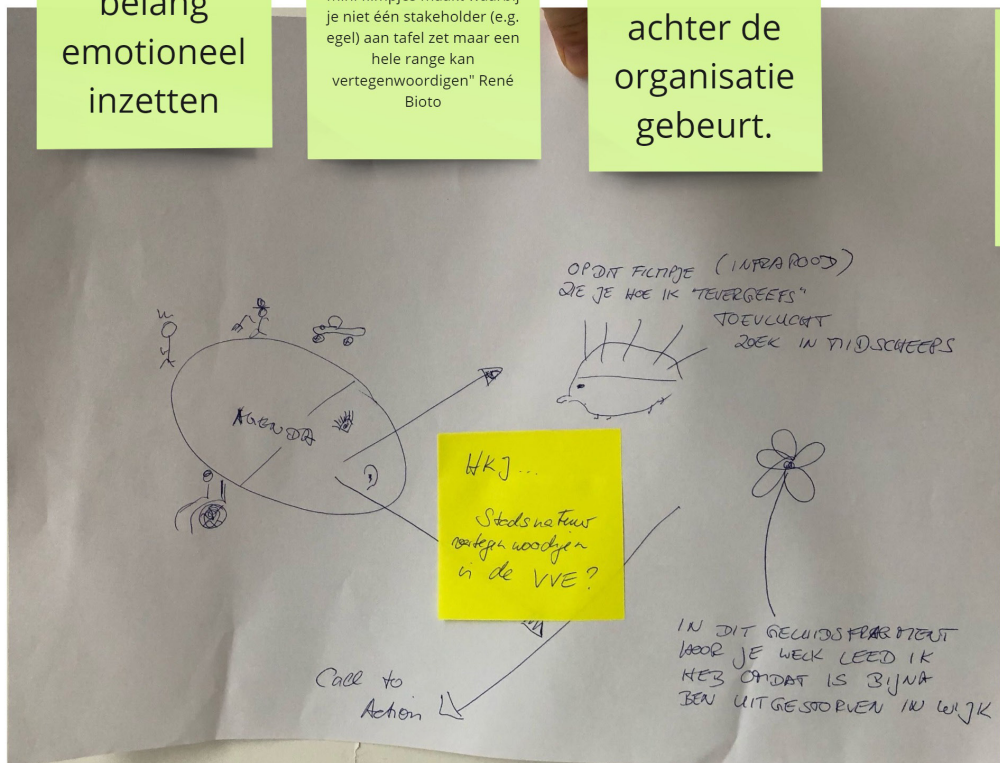 belang
emotioneel
inzetten
je niet één stakeholder (e.g.
egel) aan tafel zet maar een
hele range kan
vertegenwoordigen" René
Bioto
achter de
organisatie
gebeurt.
OP DIT FILMPJE (INFRAROOD)
ZIE JE HOE IK "TEVERGEEFS"
TOEVLUCHT
ZOEK IN MIDSCHEEPS
AGENDA
HKJ...
Stadsnatuur
vertegenwoordigen
in de VVE?
IN DIT GELUIDSFRAGMENT
HOOR JE WELK LEED IK
HEB OMDAT IS BIJNA
BEN UITGESTORVEN IN WIJK
Call to
Action